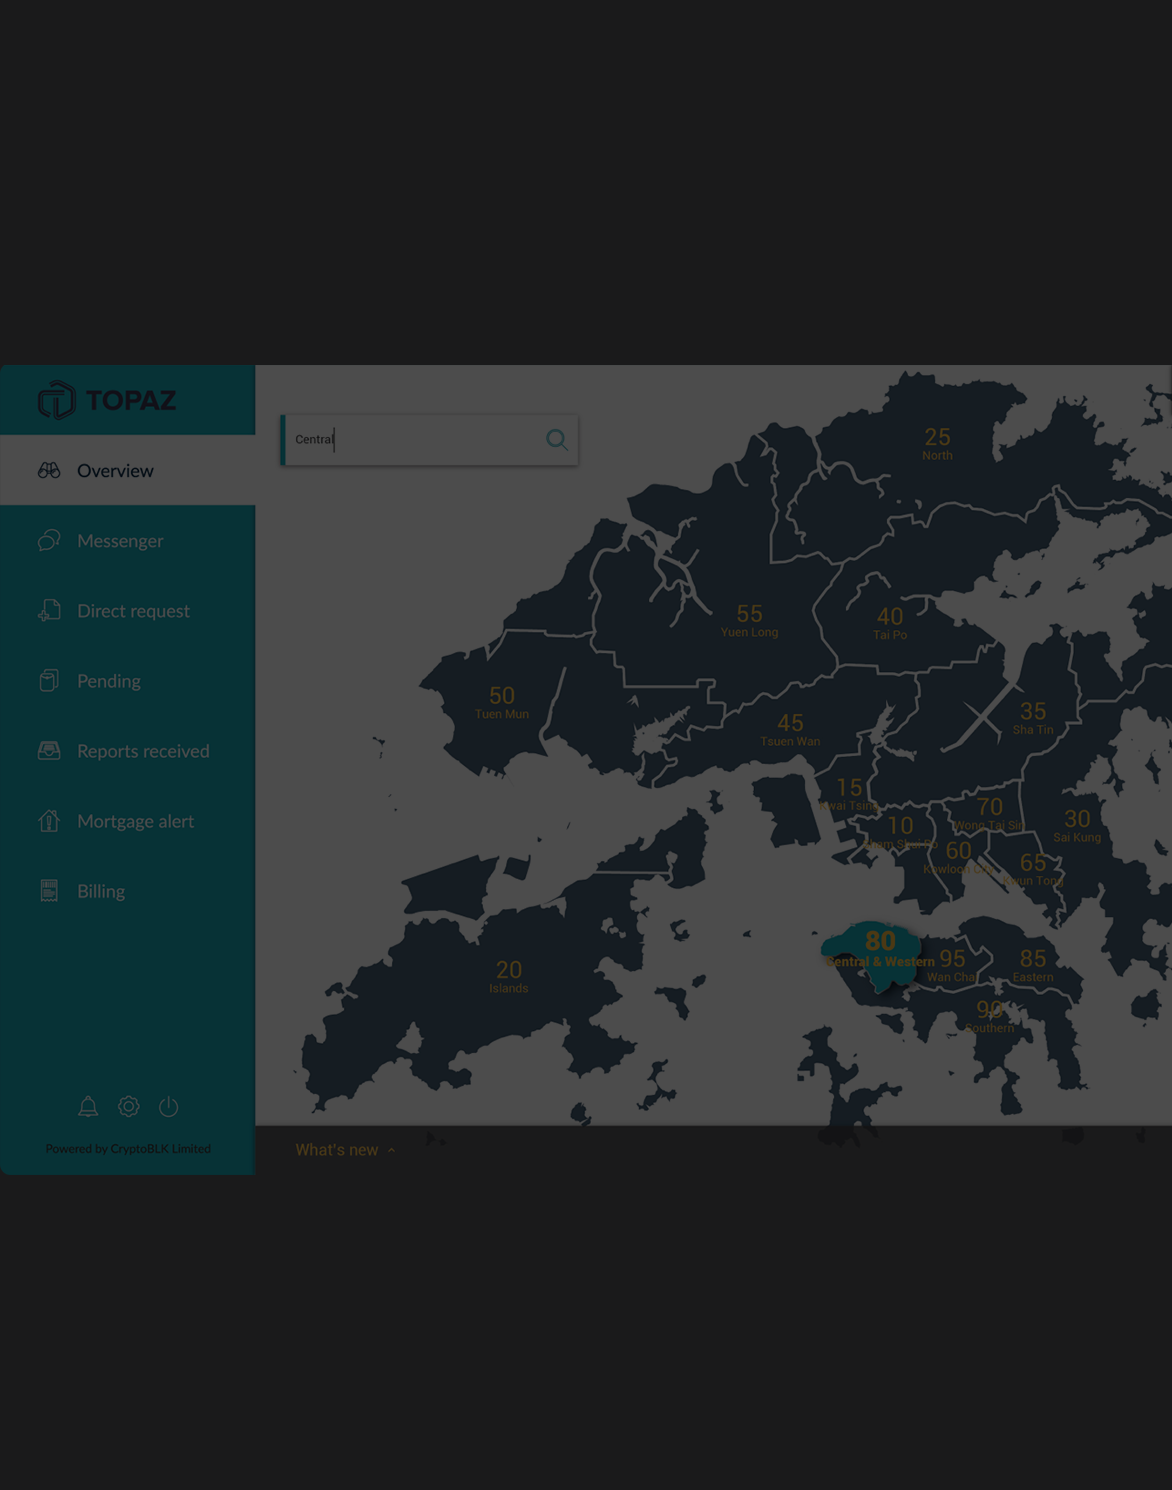 TOPAZ
Central
Overview
Messenger
Direct request
Pending
Reports received
Mortgage alert
Billing
Powered by CryptoBLK Limited
25
North
55
Yuen Long
40
Tai Po
50
Tuen Mun
45
Tsuen Wan
35
Sha Tin
15
Kwai Tsing
70
Wong Tai Sin
10
Sham Shui Po
30
Sai Kung
60
Kowloon City
65
Kwun Tong
80
Central & Western
95
Wan Chai
85
Eastern
20
Islands
90
Southern
What's new